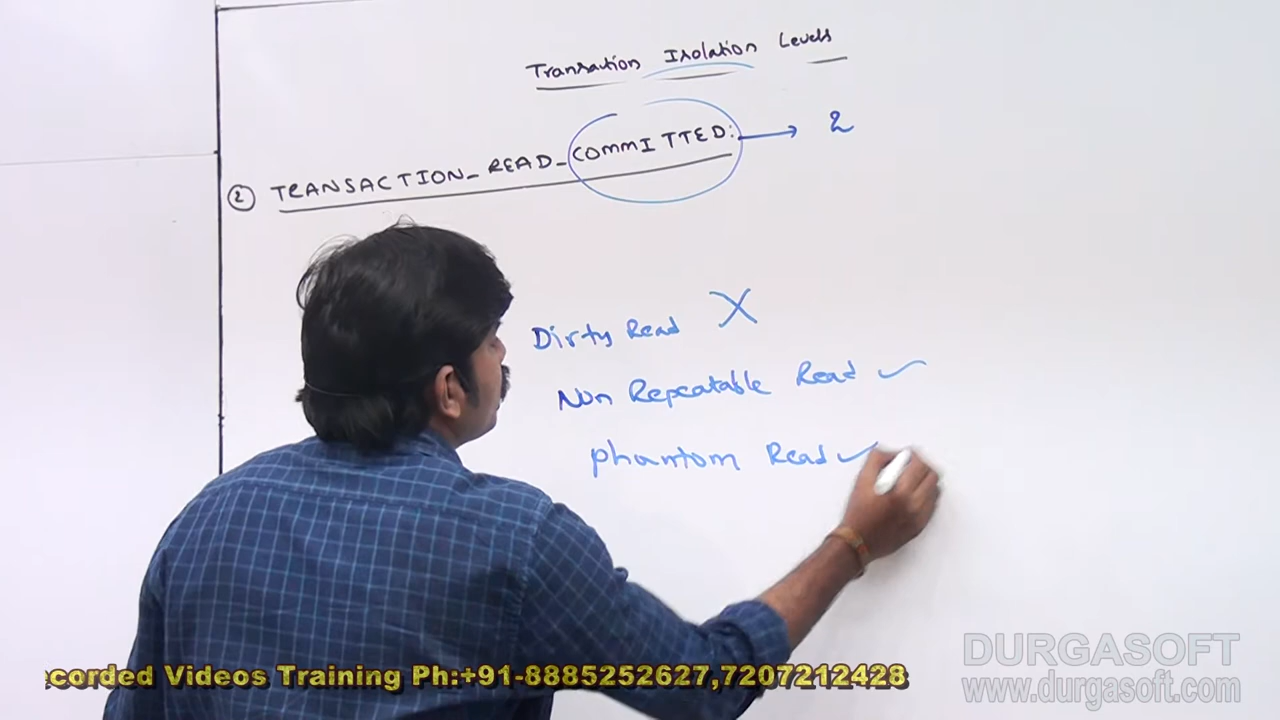 Transaction Isolation Levels
② TRANSACTION_READ_COMMITTED: → 2
Dirty Read X
Non Repeatable Read ✓
phantom Read ✓
ecorded Videos Training Ph:+91-8885252627,7207212428
DURGASOFT
www.durgasoft.com